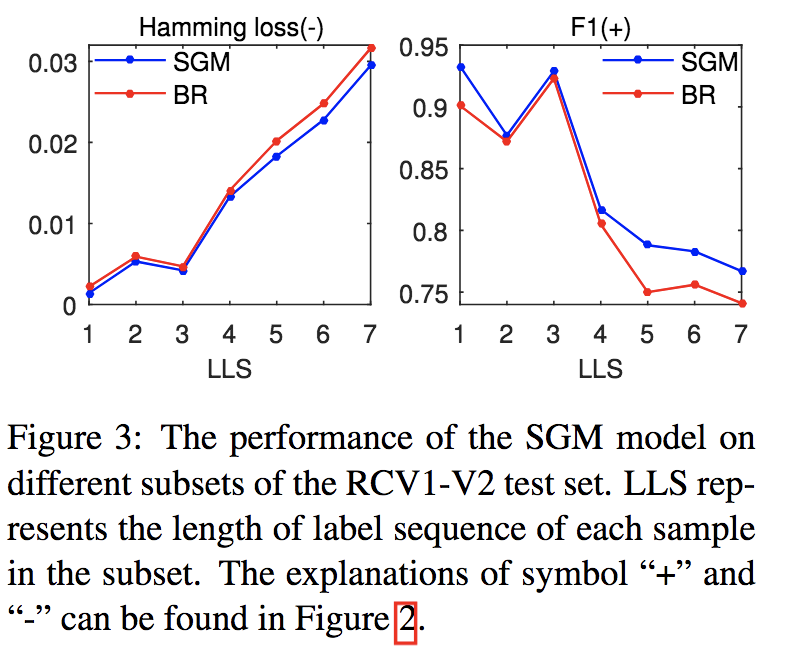 Hamming loss(-)
0.03
0.02
0.01
0
SGM
BR
1 2 3 4 5 6 7
LLS
F1(+)
0.95
0.9
0.85
0.8
0.75
SGM
BR
1 2 3 4 5 6 7
LLS
Figure 3: The performance of the SGM model on
different subsets of the RCV1-V2 test set. LLS rep-
resents the length of label sequence of each sample
in the subset. The explanations of symbol “+” and
“-” can be found in Figure 2.